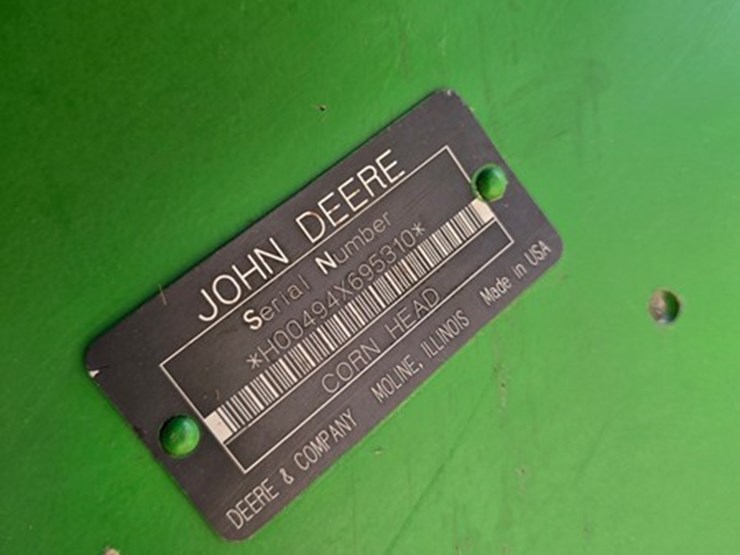 JOHN DEERE
Serial Number
*H00494X695310*
CORN HEAD
DEERE & COMPANY MOLINE, ILLINOIS Made in USA